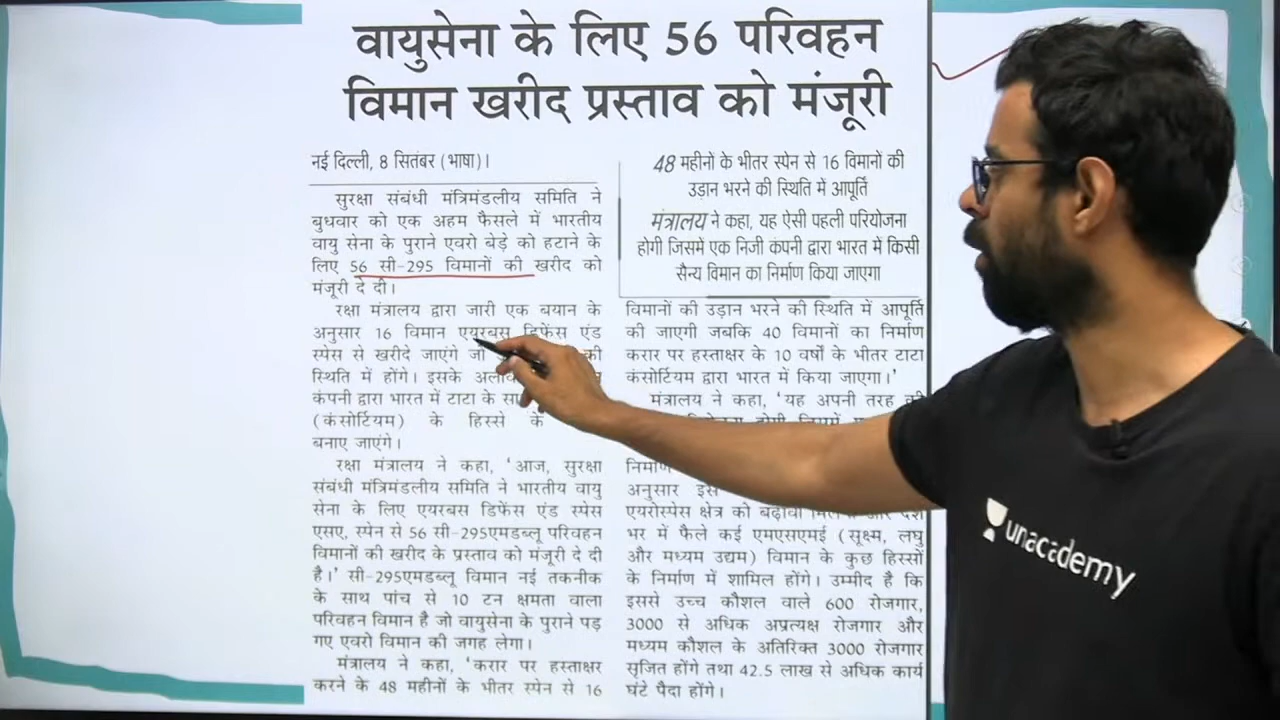 वायुसेना के लिए 56 परिवहन
विमान खरीद प्रस्ताव को मंजूरी
नई दिल्ली, 8 सितंबर (भाषा)।
सुरक्षा संबंधी मंत्रिमंडलीय समिति ने
बुधवार को एक अहम फैसले में भारतीय
वायु सेना के पुराने एवरो बेड़े को हटाने के
लिए 56 सी-295 विमानों की खरीद को
मंजूरी दे दी।
रक्षा मंत्रालय द्वारा जारी एक बयान के
अनुसार 16 विमान एयरबस डिफेंस एंड
स्पेस से खरीदे जाएंगे जो की
स्थिति में होंगे। इसके
कंपनी द्वारा भारत में टाटा के
(कंसोर्टियम) के हिस्से के
बनाए जाएंगे।
रक्षा मंत्रालय ने कहा, 'आज, सुरक्षा
संबंधी मंत्रिमंडलीय समिति ने भारतीय वायु
सेना के लिए एयरबस डिफेंस एंड स्पेस
एसए, स्पेन से 56 सी-295एमडब्लू परिवहन
विमानों की खरीद के प्रस्ताव को मंजूरी दे दी
है।' सी-295एमडब्लू विमान नई तकनीक
के साथ पांच से 10 टन क्षमता वाला
परिवहन विमान है जो वायुसेना के पुराने पड़
गए एवरो विमान की जगह लेगा।
मंत्रालय ने कहा, 'करार पर हस्ताक्षर
करने के 48 महीनों के भीतर स्पेन से 16
48 महीनों के भीतर स्पेन से 16 विमानों की
उड़ान भरने की स्थिति में आपूर्ति
मंत्रालय ने कहा, यह ऐसी पहली परियोजना
होगी जिसमें एक निजी कंपनी द्वारा भारत में किसी
सैन्य विमान का निर्माण किया जाएगा
विमानों की उड़ान भरने की स्थिति में आपूर्ति
की जाएगी जबकि 40 विमानों का निर्माण
करार पर हस्ताक्षर के 10 वर्षों के भीतर टाटा
कंसोर्टियम द्वारा भारत में किया जाएगा।'
मंत्रालय ने कहा, 'यह अपनी तरह की
निर्माण
अनुसार इस
एयरोस्पेस क्षेत्र को बढ़ावा और देश
भर में फैले कई एमएसएमई (सूक्ष्म, लघु
और मध्यम उद्यम) विमान के कुछ हिस्सों
के निर्माण में शामिल होंगे। उम्मीद है कि
इससे उच्च कौशल वाले 600 रोजगार,
3000 से अधिक अप्रत्यक्ष रोजगार और
मध्यम कौशल के अतिरिक्त 3000 रोजगार
सृजित होंगे तथा 42.5 लाख से अधिक कार्य
घंटे पैदा होंगे।
unacademy